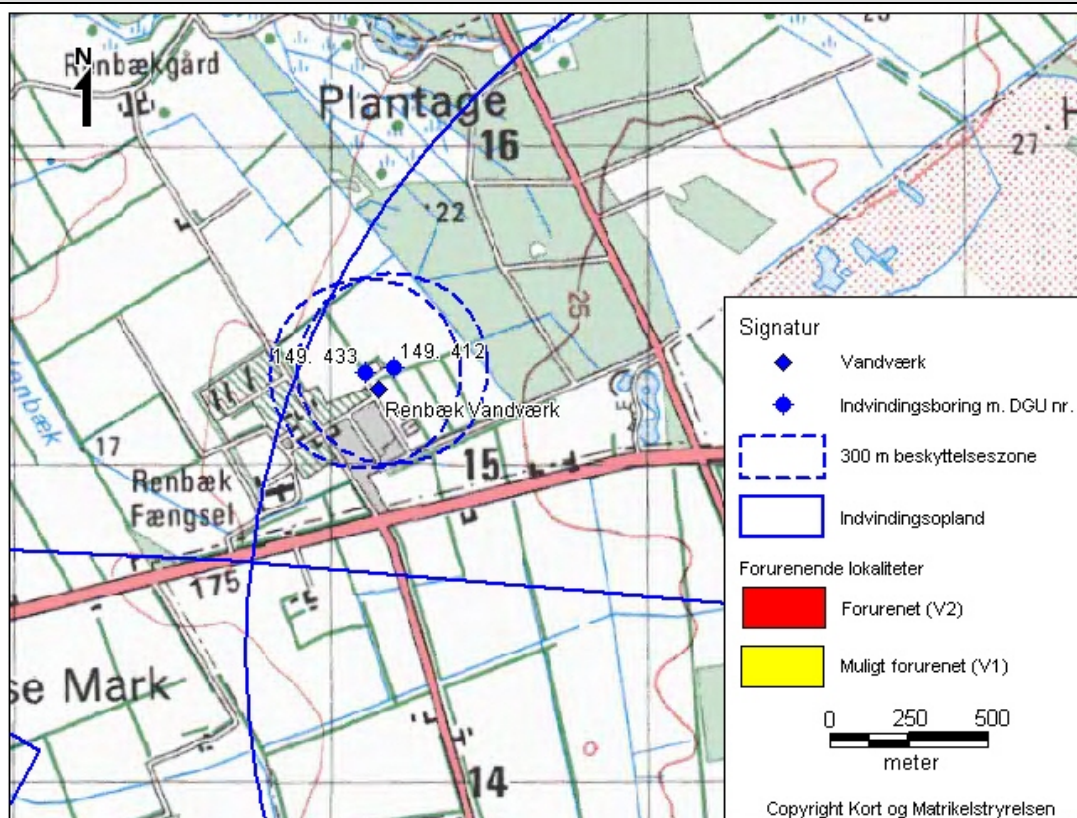 Renbækgård
N
Plantage
16
27
. H
'22
25
149. 433
149. 412
Renbæk Vandværk
17
15
Renbæk
Fængsel
175
se Mark
14
Signatur
Vandværk
Indvindingsboring m. DGU nr.
300 m beskyttelseszone
Indvindingsopland
Forurenende lokaliteter
Forurenet (V2)
Muligt forurenet (V1)
0 250 500
meter
Copyright Kort og Matrikelstryrelsen